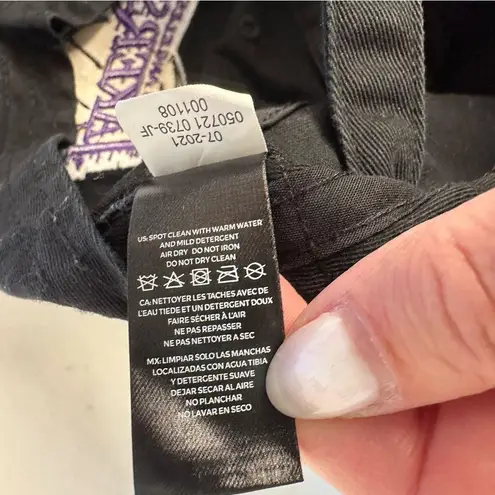 07-2021
050721 0739-JF
001108
US: SPOT CLEAN WITH WARM WATER
AND MILD DETERGENT
AIR DRY DO NOT IRON
DO NOT DRY CLEAN
CA: NETTOYER LES TACHES AVEC DE
L'EAU TIEDE ET UN DETERGENT DOUX
FAIRE SÉCHER À L'AIR
NE PAS REPASSER
NE PAS NETTOYER A SEC
MX: LIMPIAR SOLO LAS MANCHAS
LOCALIZADAS CON AGUA TIBIA
Y DETERGENTE SUAVE
DEJAR SECAR AL AIRE
NO PLANCHAR
NO LAVAR EN SECO